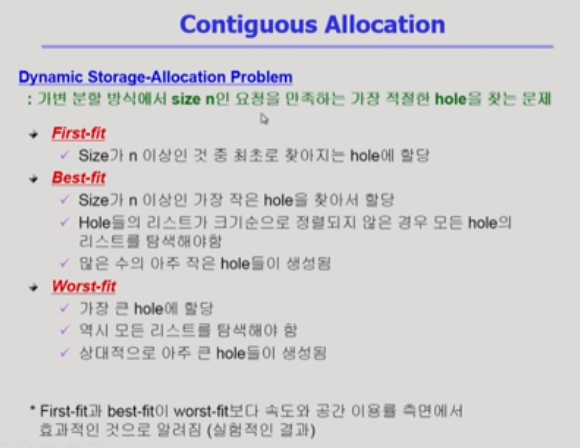 Contiguous Allocation
Dynamic Storage-Allocation Problem
: 가변 분할 방식에서 size n인 요청을 만족하는 가장 적절한 hole을 찾는 문제
First-fit
Size가 n 이상인 것 중 최초로 찾아지는 hole에 할당
Best-fit
Size가 n 이상인 가장 작은 hole을 찾아서 할당
Hole들의 리스트가 크기순으로 정렬되지 않은 경우 모든 hole의
리스트를 탐색해야함
많은 수의 아주 작은 hole들이 생성됨
Worst-fit
가장 큰 hole에 할당
역시 모든 리스트를 탐색해야 함
상대적으로 아주 큰 hole들이 생성됨
* First-fit과 best-fit이 worst-fit보다 속도와 공간 이용률 측면에서
효과적인 것으로 알려짐 (실험적인 결과)